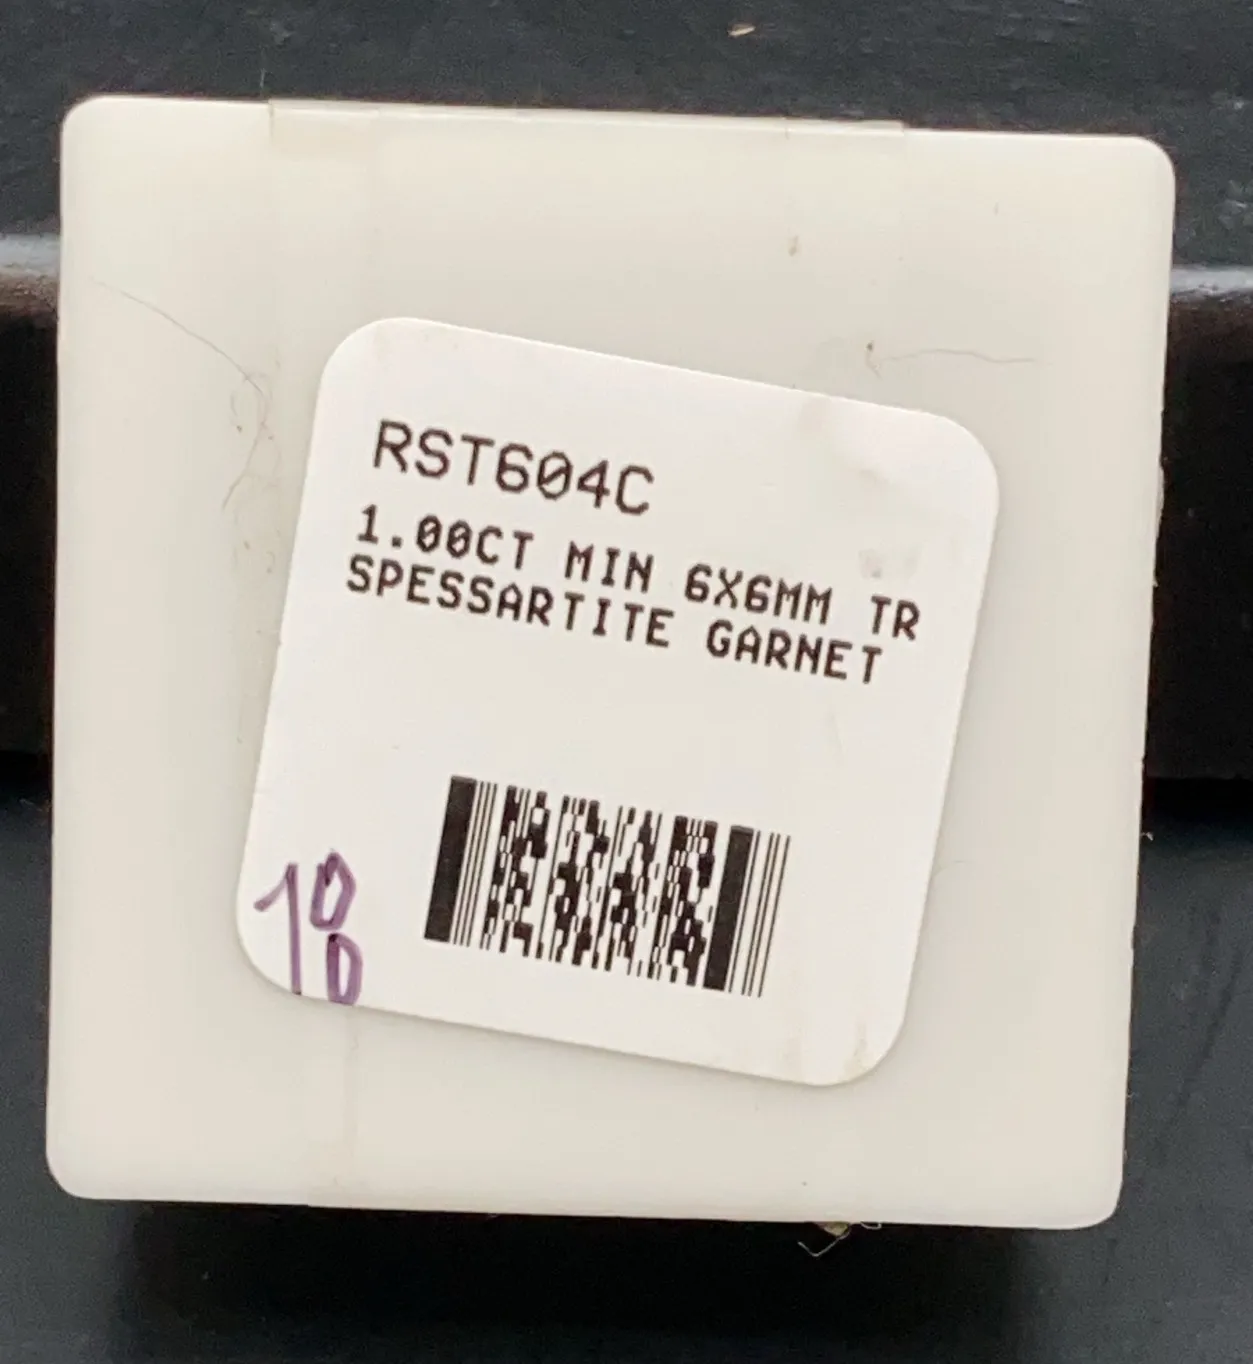 RST604C
1.00CT MIN 6X6MM TR
SPESSARTITE GARNET